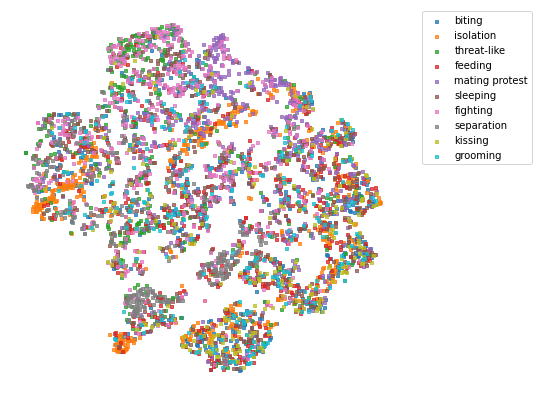 biting
isolation
threat-like
feeding
mating protest
sleeping
fighting
separation
kissing
grooming